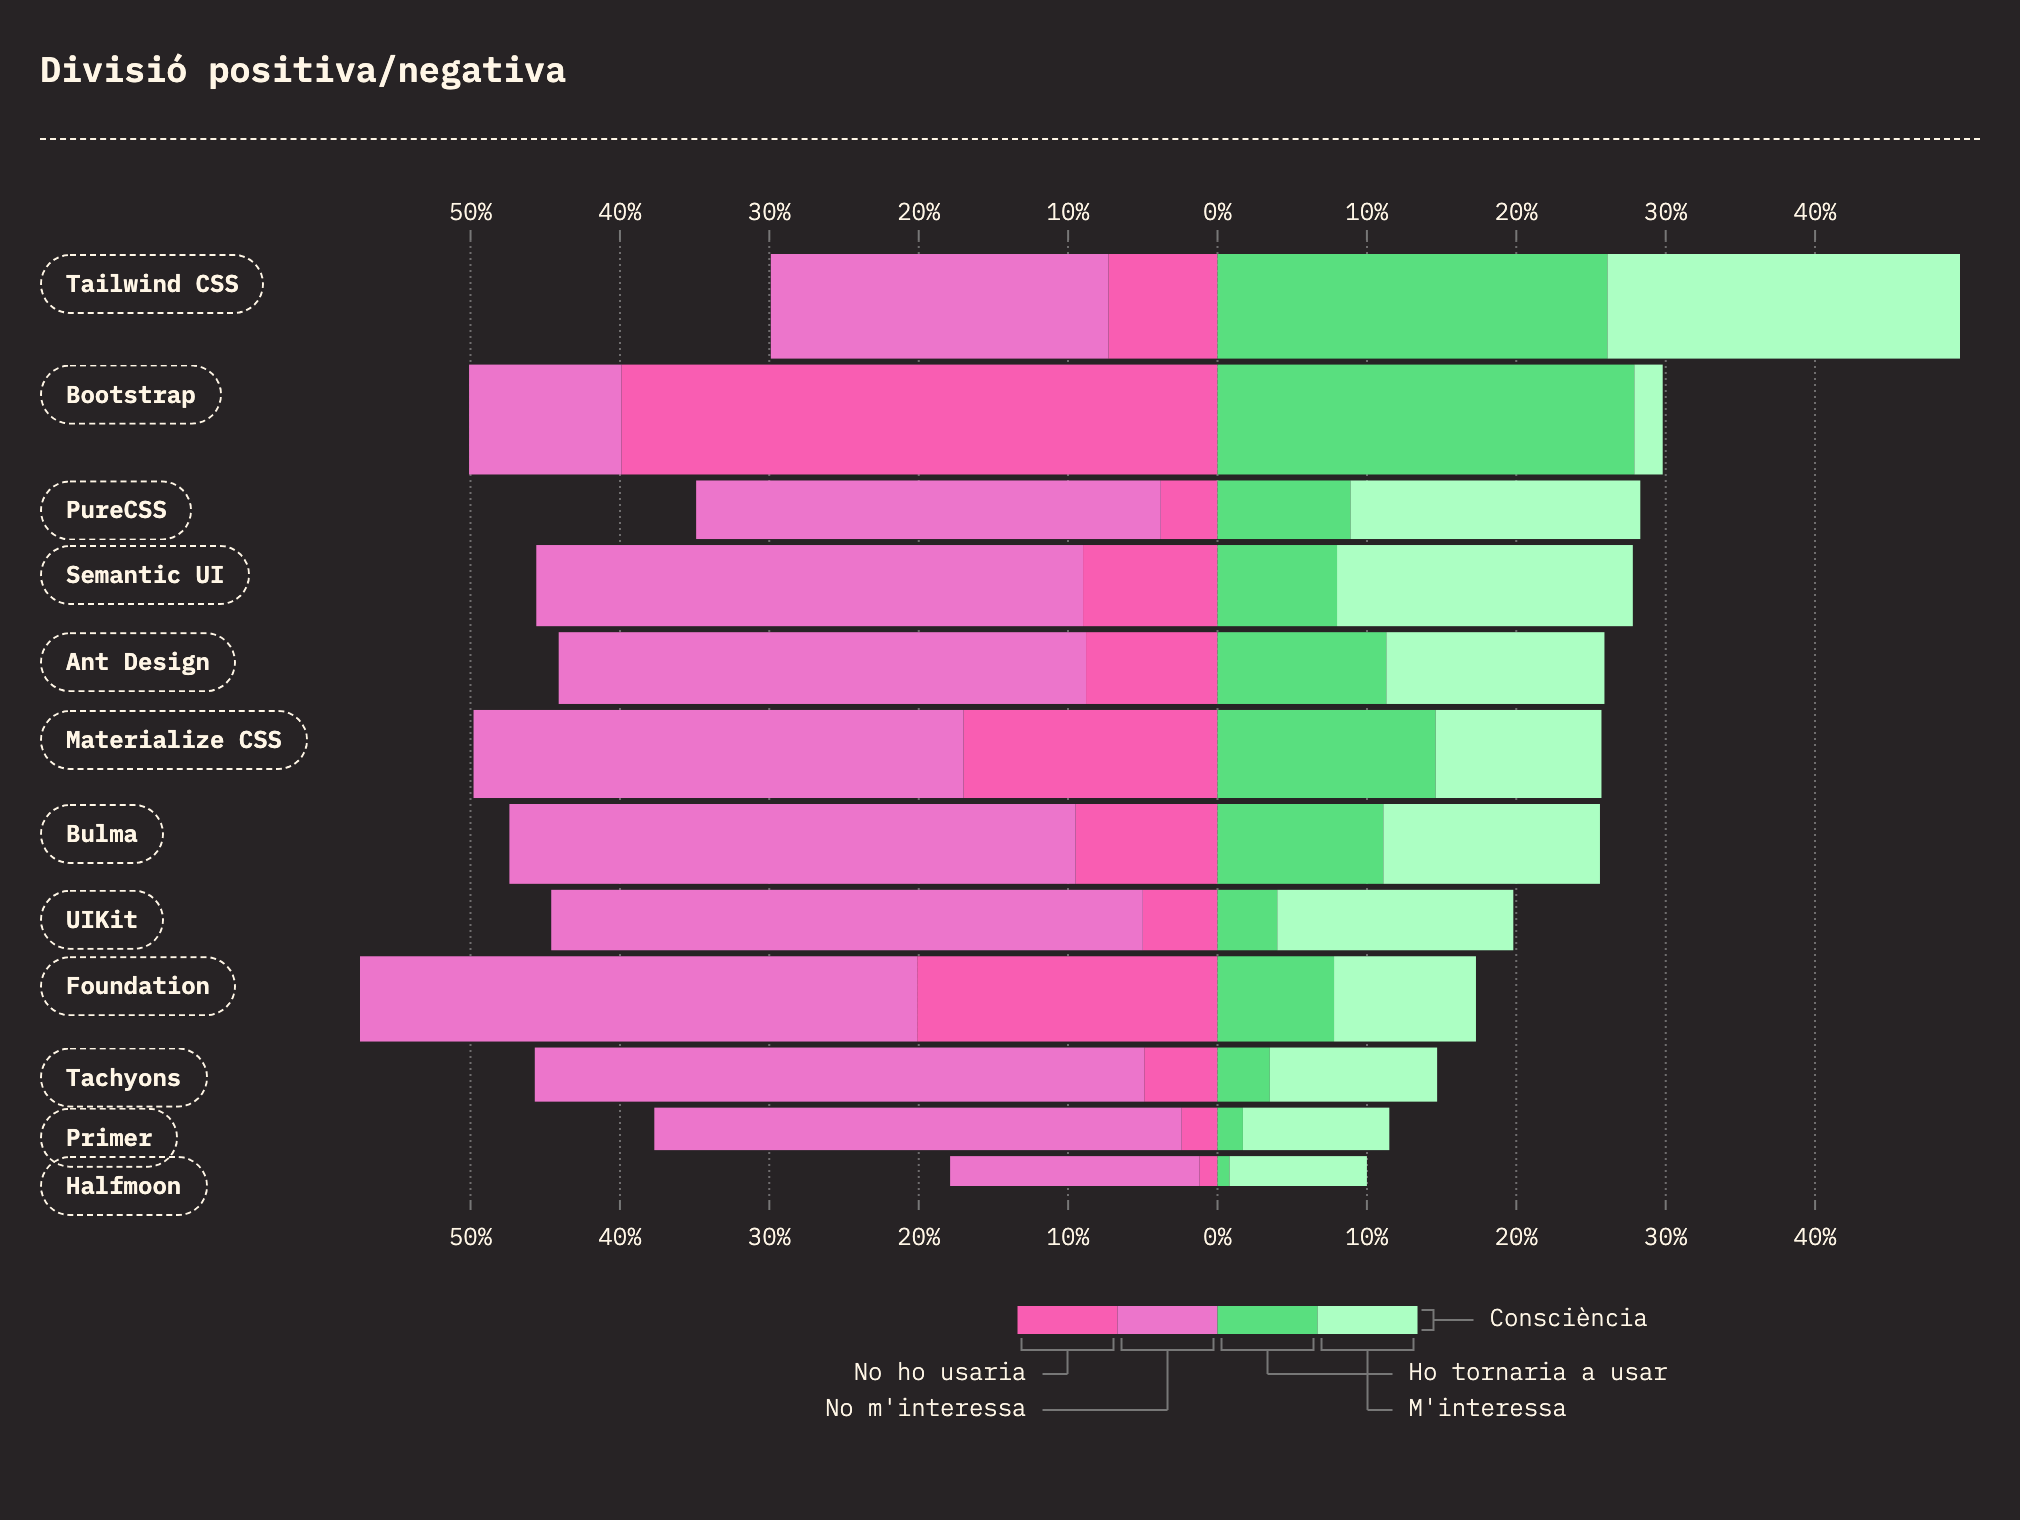 Divisió positiva/negativa
50% 40% 30% 20% 10% 0% 10% 20% 30% 40%
Tailwind CSS
Bootstrap
PureCSS
Semantic UI
Ant Design
Materialize CSS
Bulma
UIKit
Foundation
Tachyons
Primer
Halfmoon
50% 40% 30% 20% 10% 0% 10% 20% 30% 40%
Consciència
No ho usaria
Ho tornaria a usar
No m'interessa
M'interessa